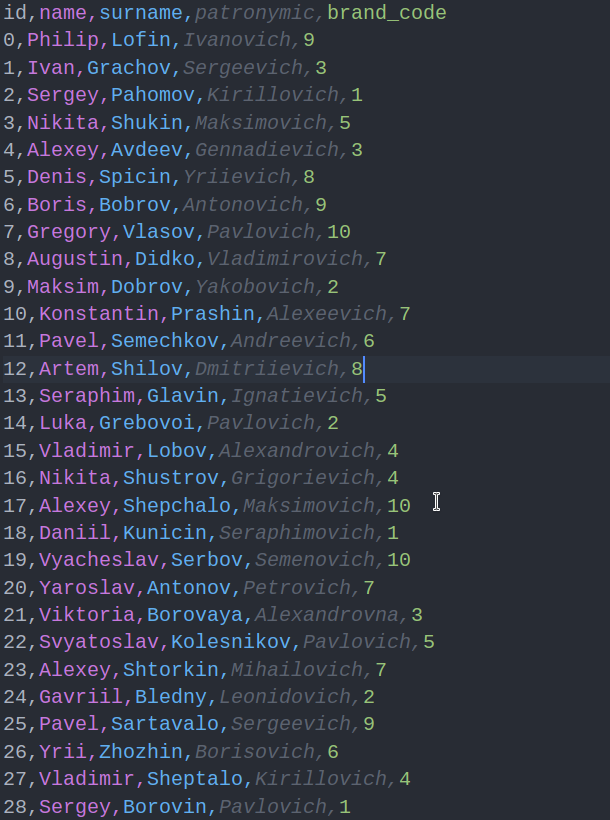 id,name,surname,patronymic,brand_code
0,Philip,Lofin,Ivanovich,9
1,Ivan,Grachov,Sergeevich,3
2,Sergey,Pahomov,Kirillovich,1
3,Nikita,Shukin,Maksimovich,5
4,Alexey,Avdeev,Gennadievich,3
5,Denis,Spicin,Yriievich,8
6,Boris,Bobrov,Antonovich,9
7,Gregory,Vlasov,Pavlovich,10
8,Augustin,Didko,Vladimirovich,7
9,Maksim,Dobrov,Yakobovich,2
10,Konstantin,Prashin,Alexeevich,7
11,Pavel,Semechkov,Andreevich,6
12,Artem,Shilov,Dmitriievich,8
13,Seraphim,Glavin,Ignatievich,5
14,Luka,Grebovoi,Pavlovich,2
15,Vladimir,Lobov,Alexandrovich,4
16,Nikita,Shustrov,Grigorievich,4
17,Alexey,Shepchalo,Maksimovich,10
18,Daniil,Kunicin,Seraphimovich,1
19,Vyacheslav,Serbov,Semenovich,10
20,Yaroslav,Antonov,Petrovich,7
21,Viktoria,Borovaya,Alexandrovna,3
22,Svyatoslav,Kolesnikov,Pavlovich,5
23,Alexey,Shtorkin,Mihailovich,7
24,Gavriil,Bledny,Leonidovich,2
25,Pavel,Sartavalo,Sergeevich,9
26,Yrii,Zhozhin,Borisovich,6
27,Vladimir,Sheptalo,Kirillovich,4
28,Sergey,Borovin,Pavlovich,1